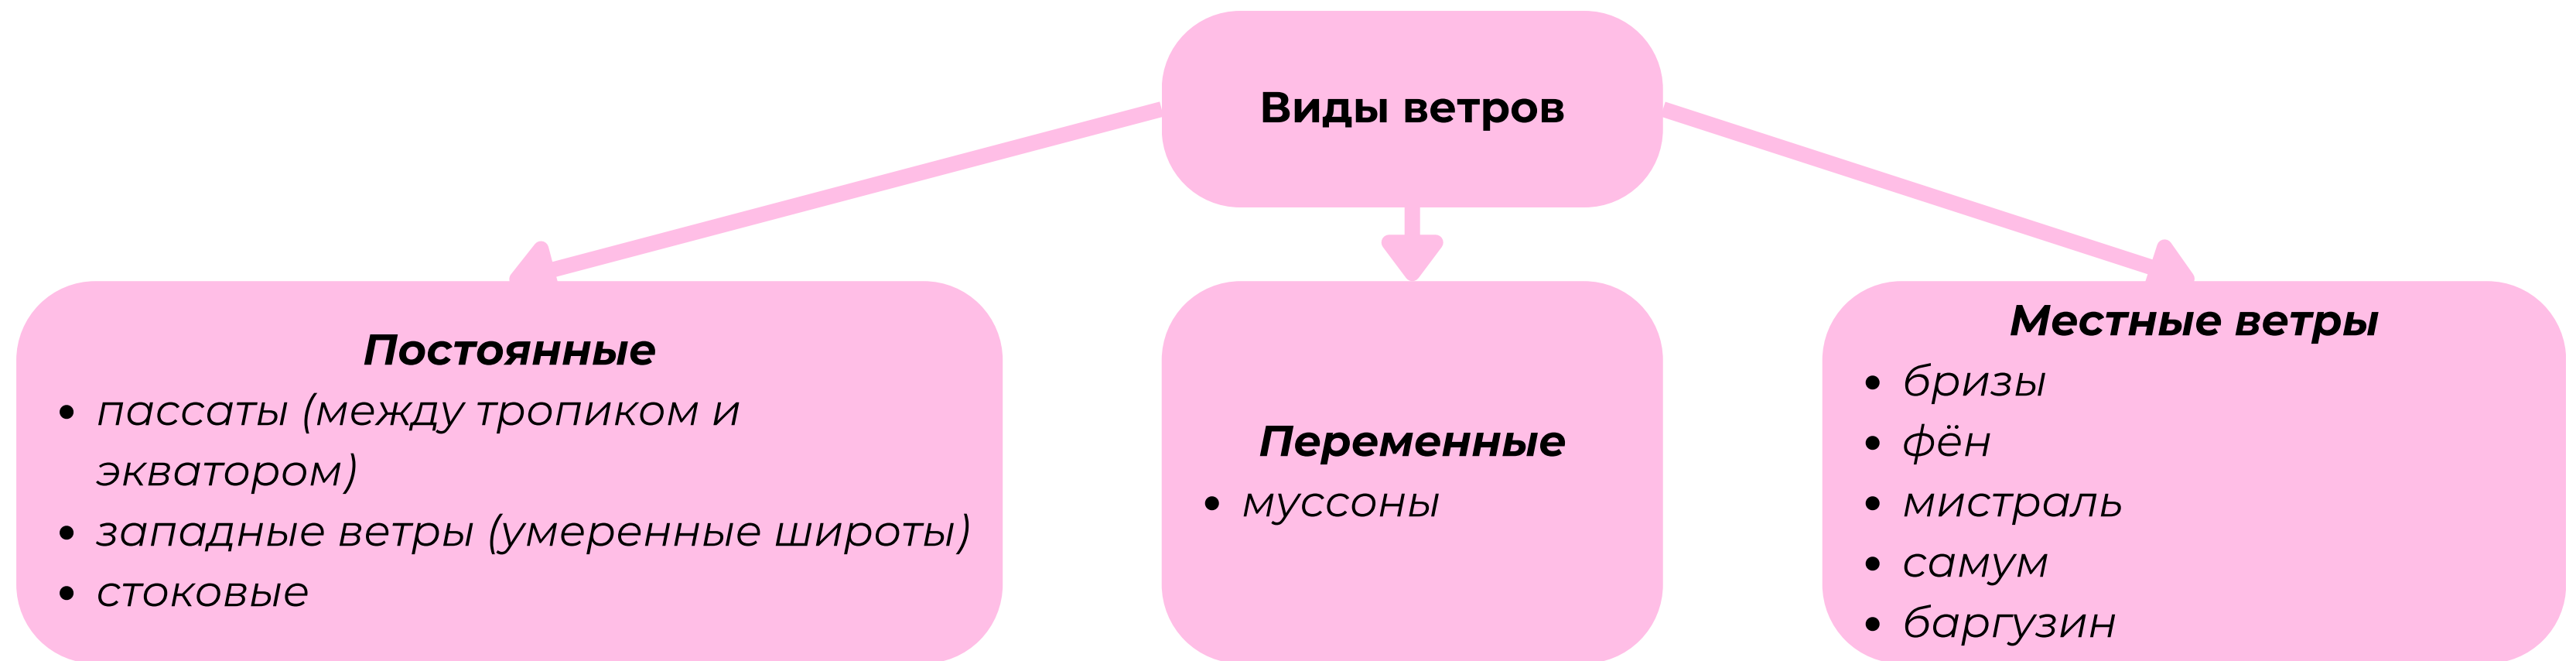 Виды ветров
Постоянные
• пассаты (между тропиком и
экватором)
• западные ветры (умеренные широты)
• стоковые
Переменные
• муссоны
Местные ветры
• бризы
• фён
• мистраль
• самум
• баргузин